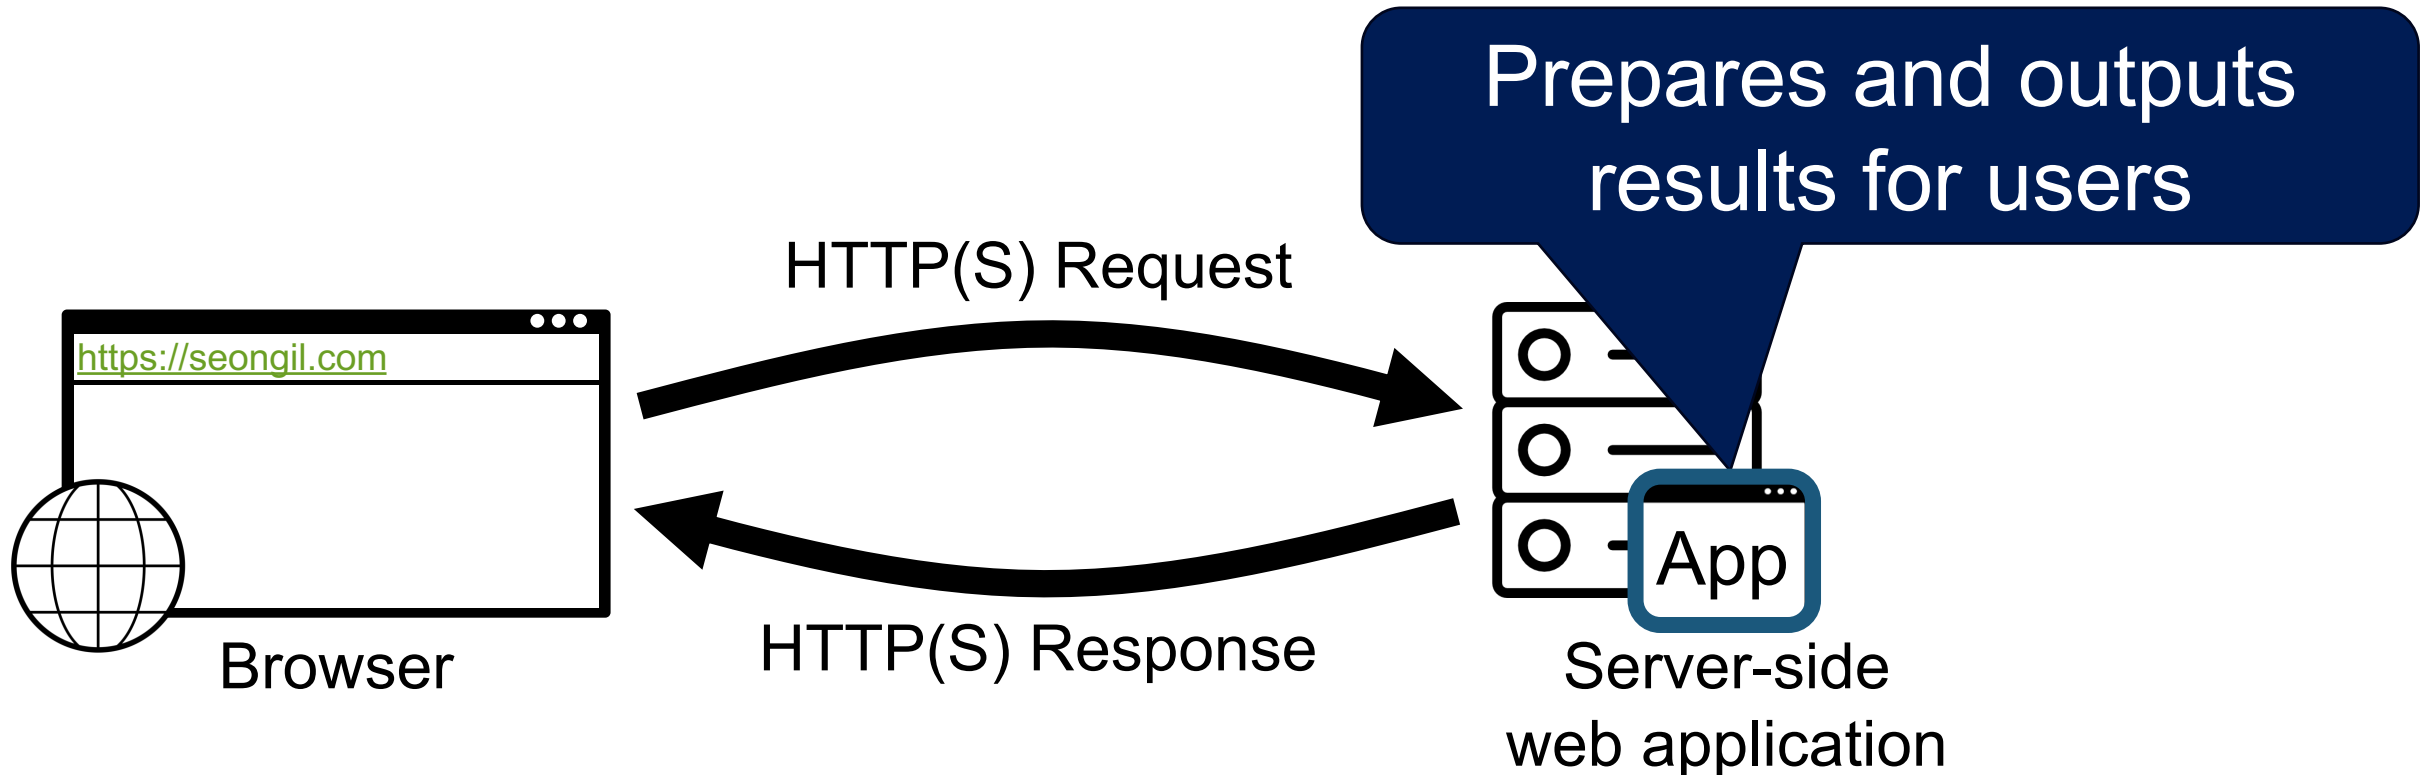 Prepares and outputs
results for users
HTTP(S) Request
https://seongil.com
App
HTTP(S) Response
Browser
Server-side
web application